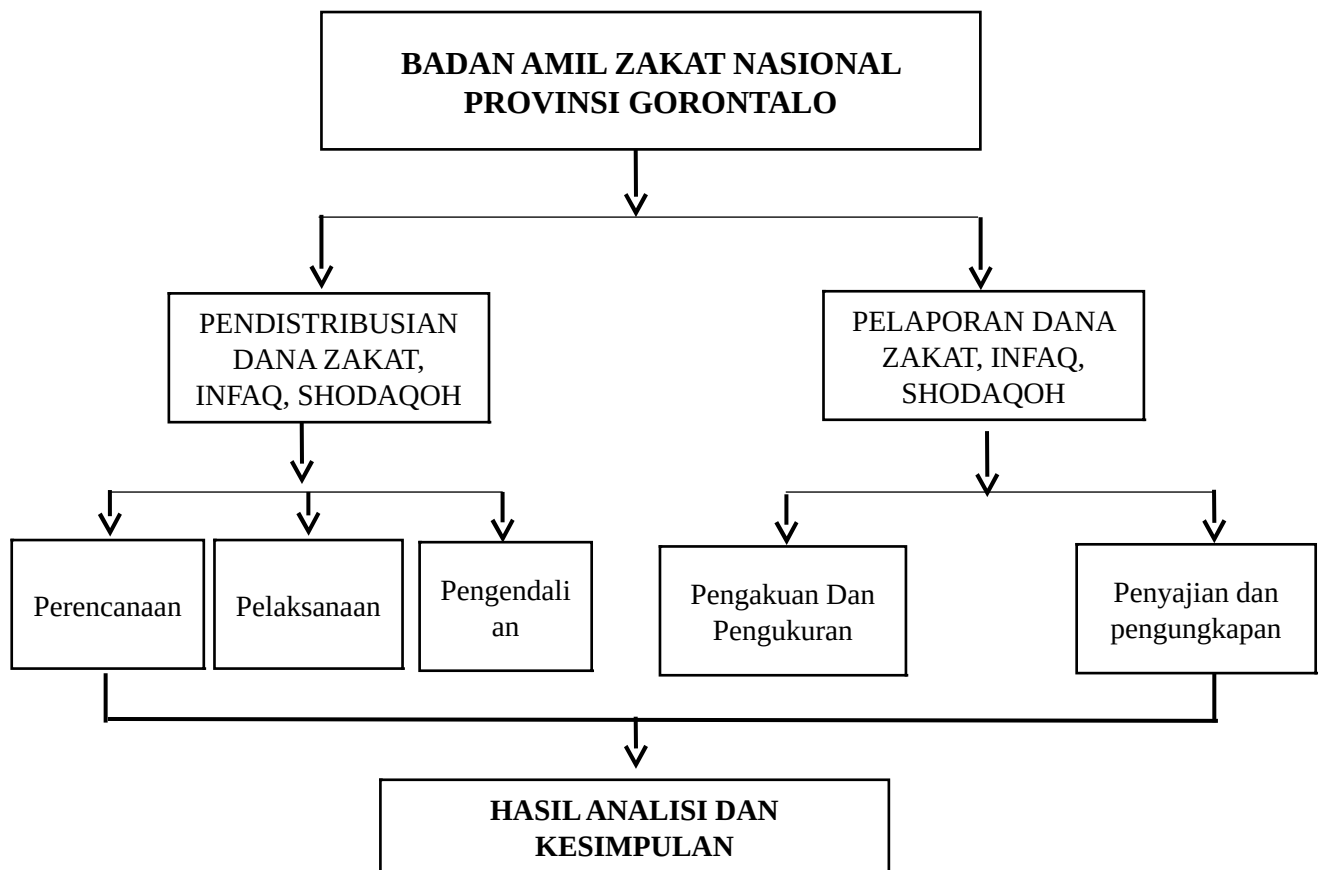 BADAN AMIL ZAKAT NASIONAL
PROVINSI GORONTALO
PENDISTRIBUSIAN
DANA ZAKAT,
INFAQ, SHODAQOH
PELAPORAN DANA
ZAKAT, INFAQ,
SHODAQOH
Perencanaan
Pelaksanaan
Pengendali
an
Pengakuan Dan
Pengukuran
Penyajian dan
pengungkapan
HASIL ANALISI DAN
KESIMPULAN